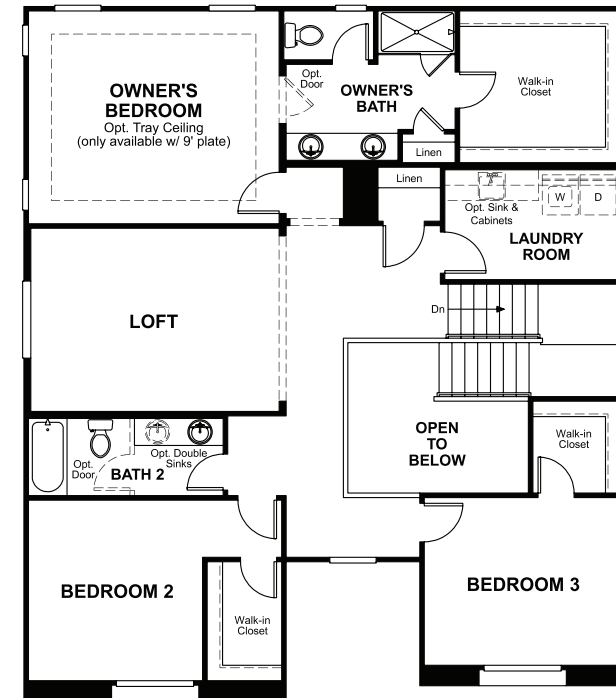 OWNER'S
BEDROOM
Opt. Tray Ceiling
(only available w/ 9' plate)
Opt.
Door
OWNER'S
BATH
Walk-in
Closet
Linen
Linen
Opt. Sink &
Cabinets
W
D
LAUNDRY
ROOM
LOFT
Dn
OPEN
TO
BELOW
Walk-in
Closet
Opt.
Door
BATH 2
Opt. Double
Sinks
BEDROOM 2
Walk-in
Closet
BEDROOM 3